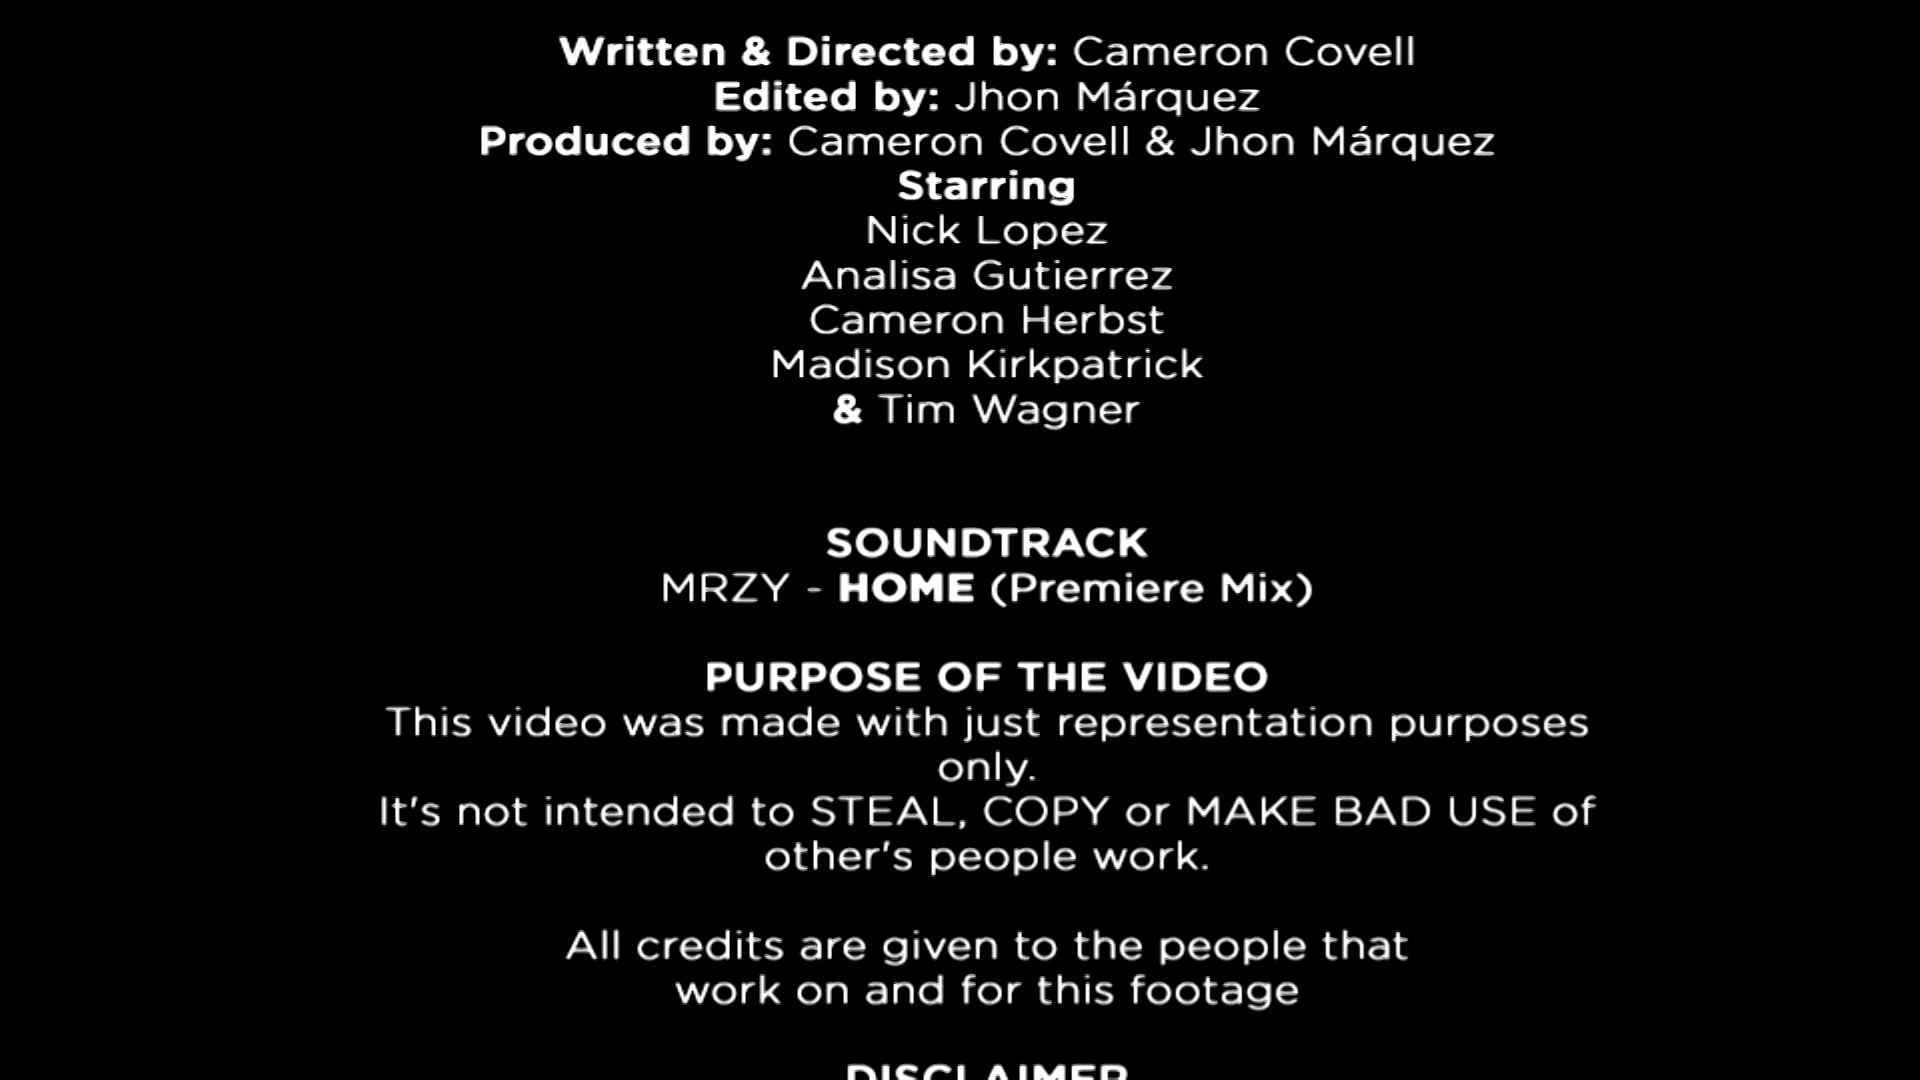 Written & Directed by: Cameron Covell
Edited by: Jhon Márquez
Produced by: Cameron Covell & Jhon Márquez
Starring
Nick Lopez
Analisa Gutierrez
Cameron Herbst
Madison Kirkpatrick
& Tim Wagner
SOUNDTRACK
MRZY - HOME (Premiere Mix)
PURPOSE OF THE VIDEO
This video was made with just representation purposes
only.
It's not intended to STEAL, COPY or MAKE BAD USE of
other's people work.
All credits are given to the people that
work on and for this footage
DISCLAIMER